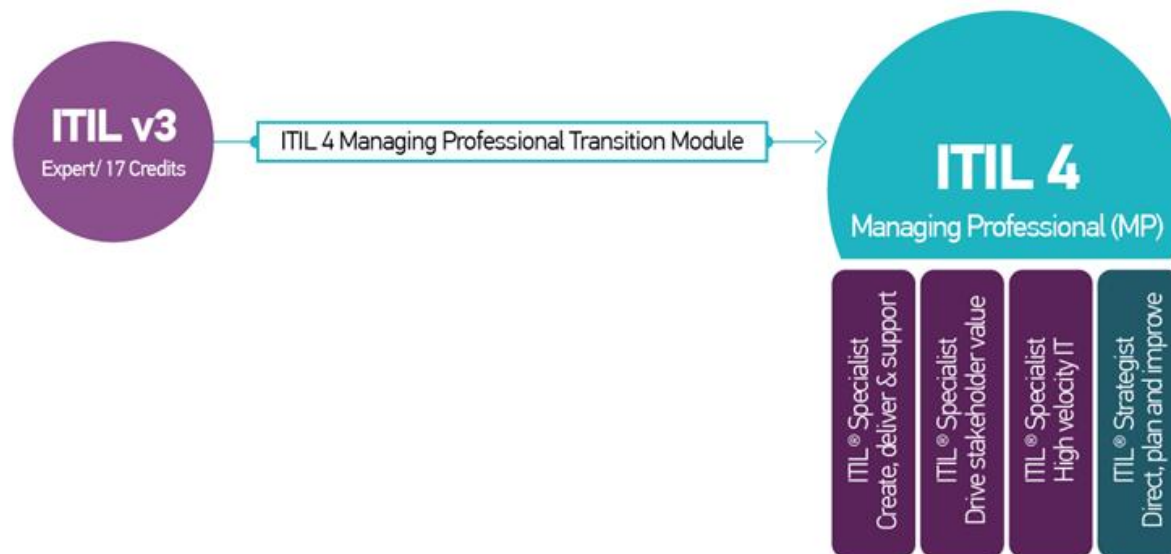 ITIL v3
Expert/ 17 Credits
ITIL 4 Managing Professional Transition Module
ITIL 4
Managing Professional (MP)
ITIL® Specialist
Create, deliver & support
ITIL® Specialist
Drive stakeholder value
ITIL® Specialist
High velocity IT
ITIL® Strategist
Direct, plan and improve